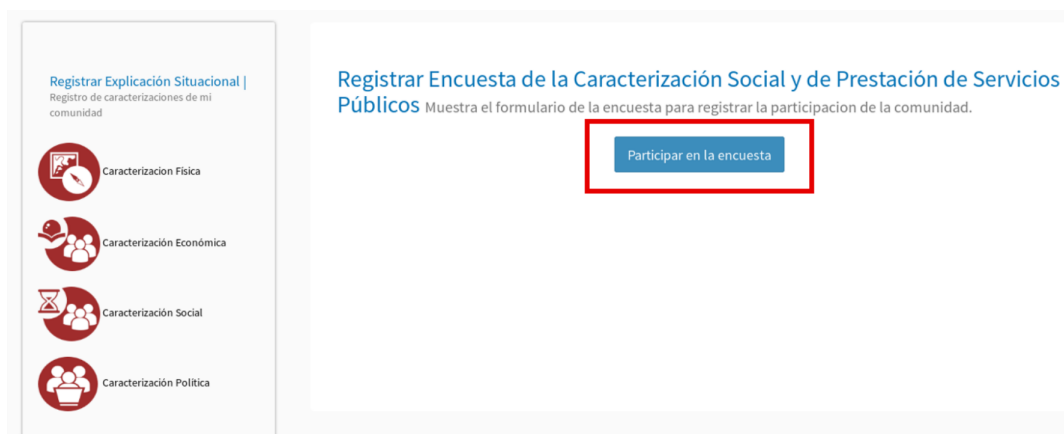 Registrar Explicación Situacional |
Registro de caracterizaciones de mi
comunidad
Caracterizacion Física
Caracterización Económica
Caracterización Social
Caracterización Política
Registrar Encuesta de la Caracterización Social y de Prestación de Servicios
Públicos Muestra el formulario de la encuesta para registrar la participacion de la comunidad.
Participar en la encuesta